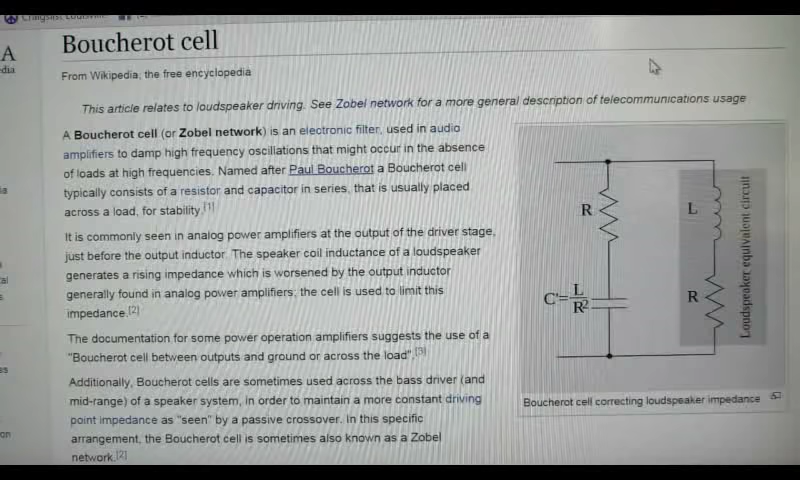 Craigslist Louisville
A
dia
Boucherot cell
From Wikipedia, the free encyclopedia
This article relates to loudspeaker driving. See Zobel network for a more general description of telecommunications usage
A Boucherot cell (or Zobel network) is an electronic filter, used in audio
amplifiers to damp high frequency oscillations that might occur in the absence
of loads at high frequencies. Named after Paul Boucherot a Boucherot cell
typically consists of a resistor and capacitor in series, that is usually placed
across a load, for stability.[1]
It is commonly seen in analog power amplifiers at the output of the driver stage,
just before the output inductor. The speaker coil inductance of a loudspeaker
generates a rising impedance which is worsened by the output inductor
generally found in analog power amplifiers; the cell is used to limit this
impedance.[2]
The documentation for some power operation amplifiers suggests the use of a
"Boucherot cell between outputs and ground or across the load".[3]
Additionally, Boucherot cells are sometimes used across the bass driver (and
mid-range) of a speaker system, in order to maintain a more constant driving
point impedance as "seen" by a passive crossover. In this specific
arrangement, the Boucherot cell is sometimes also known as a Zobel
network.[2]
R
C'=L/R²
L
R
Loudspeaker equivalent circuit
Boucherot cell correcting loudspeaker impedance